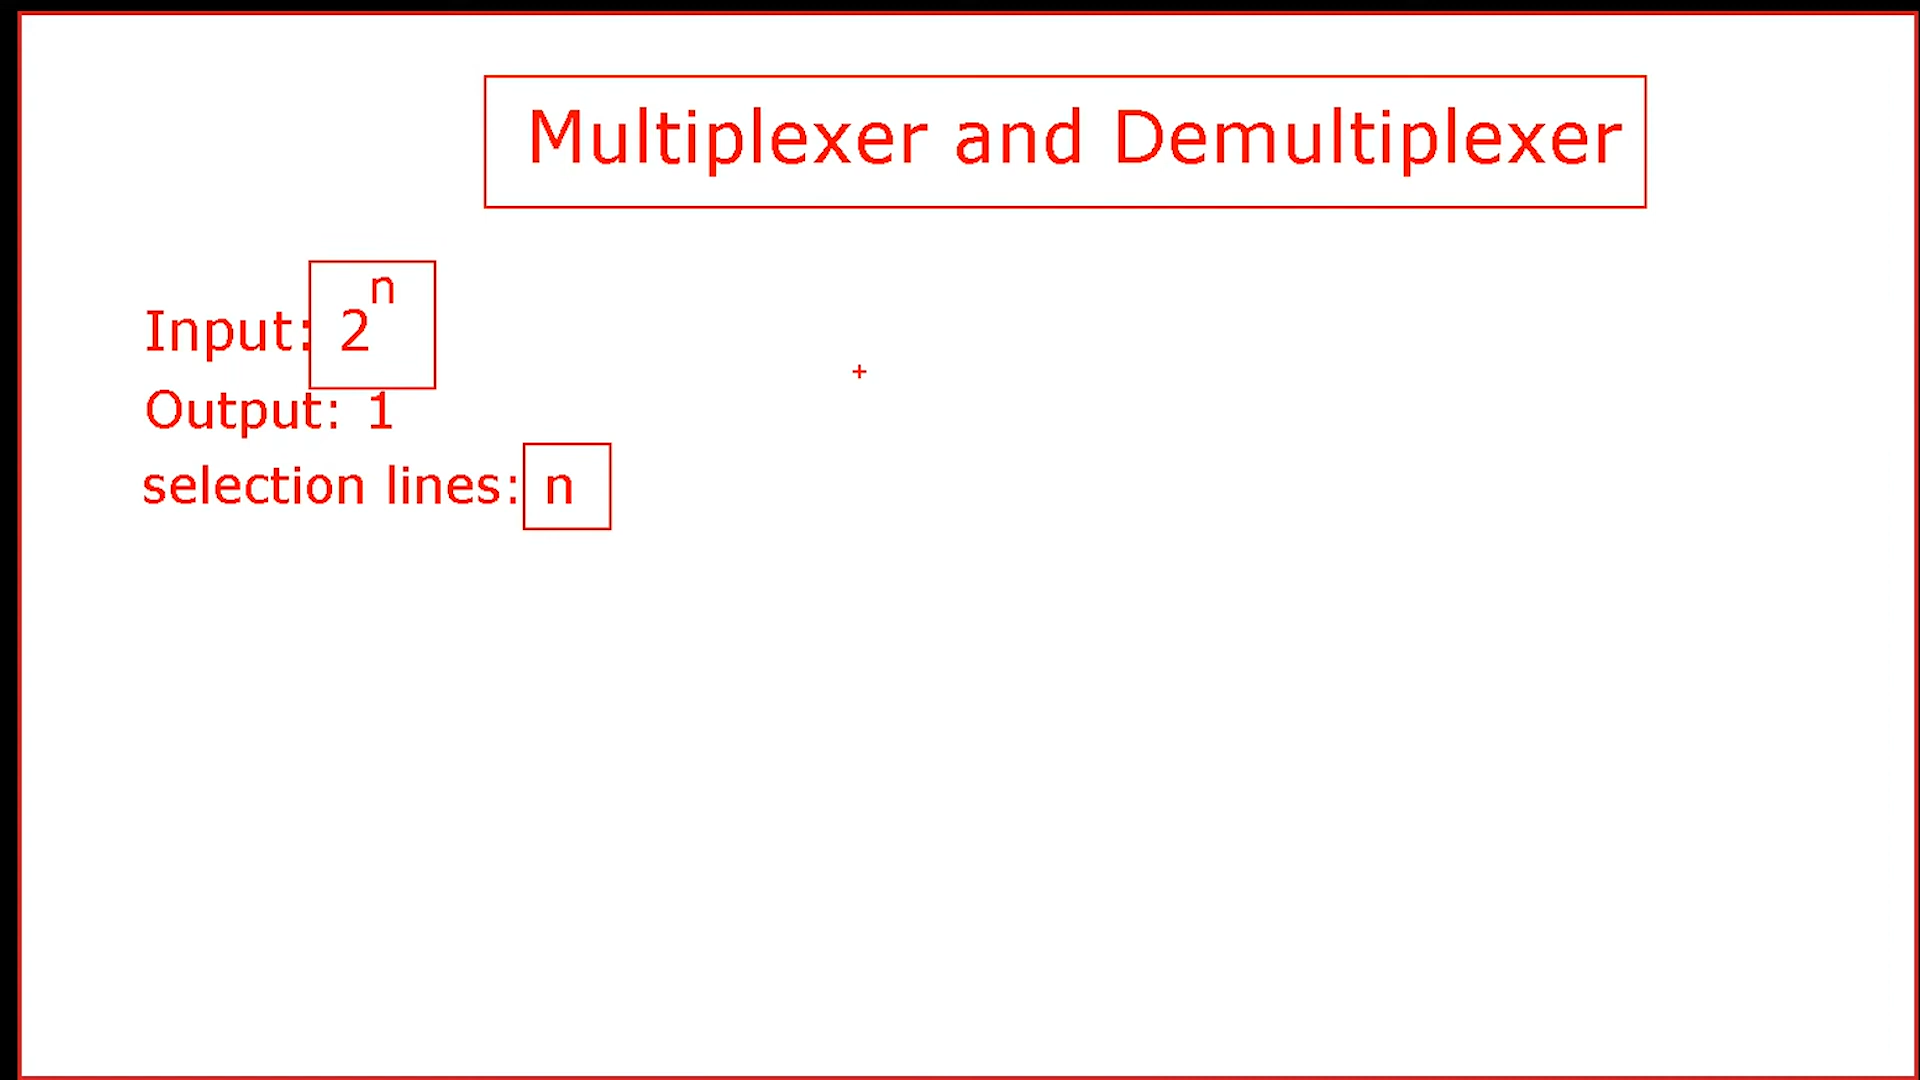 Multiplexer and Demultiplexer
Input: 2ⁿ
Output: 1
selection lines: n